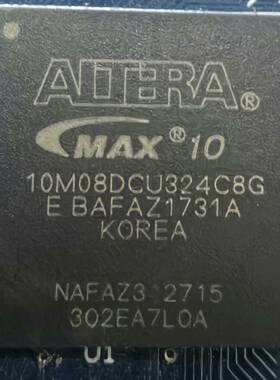 ALTERA®
MAX® 10
10M08DCU324C8G
E BAFAZ1731A
KOREA
NAFAZ3 2715
302EA7L0A
U1